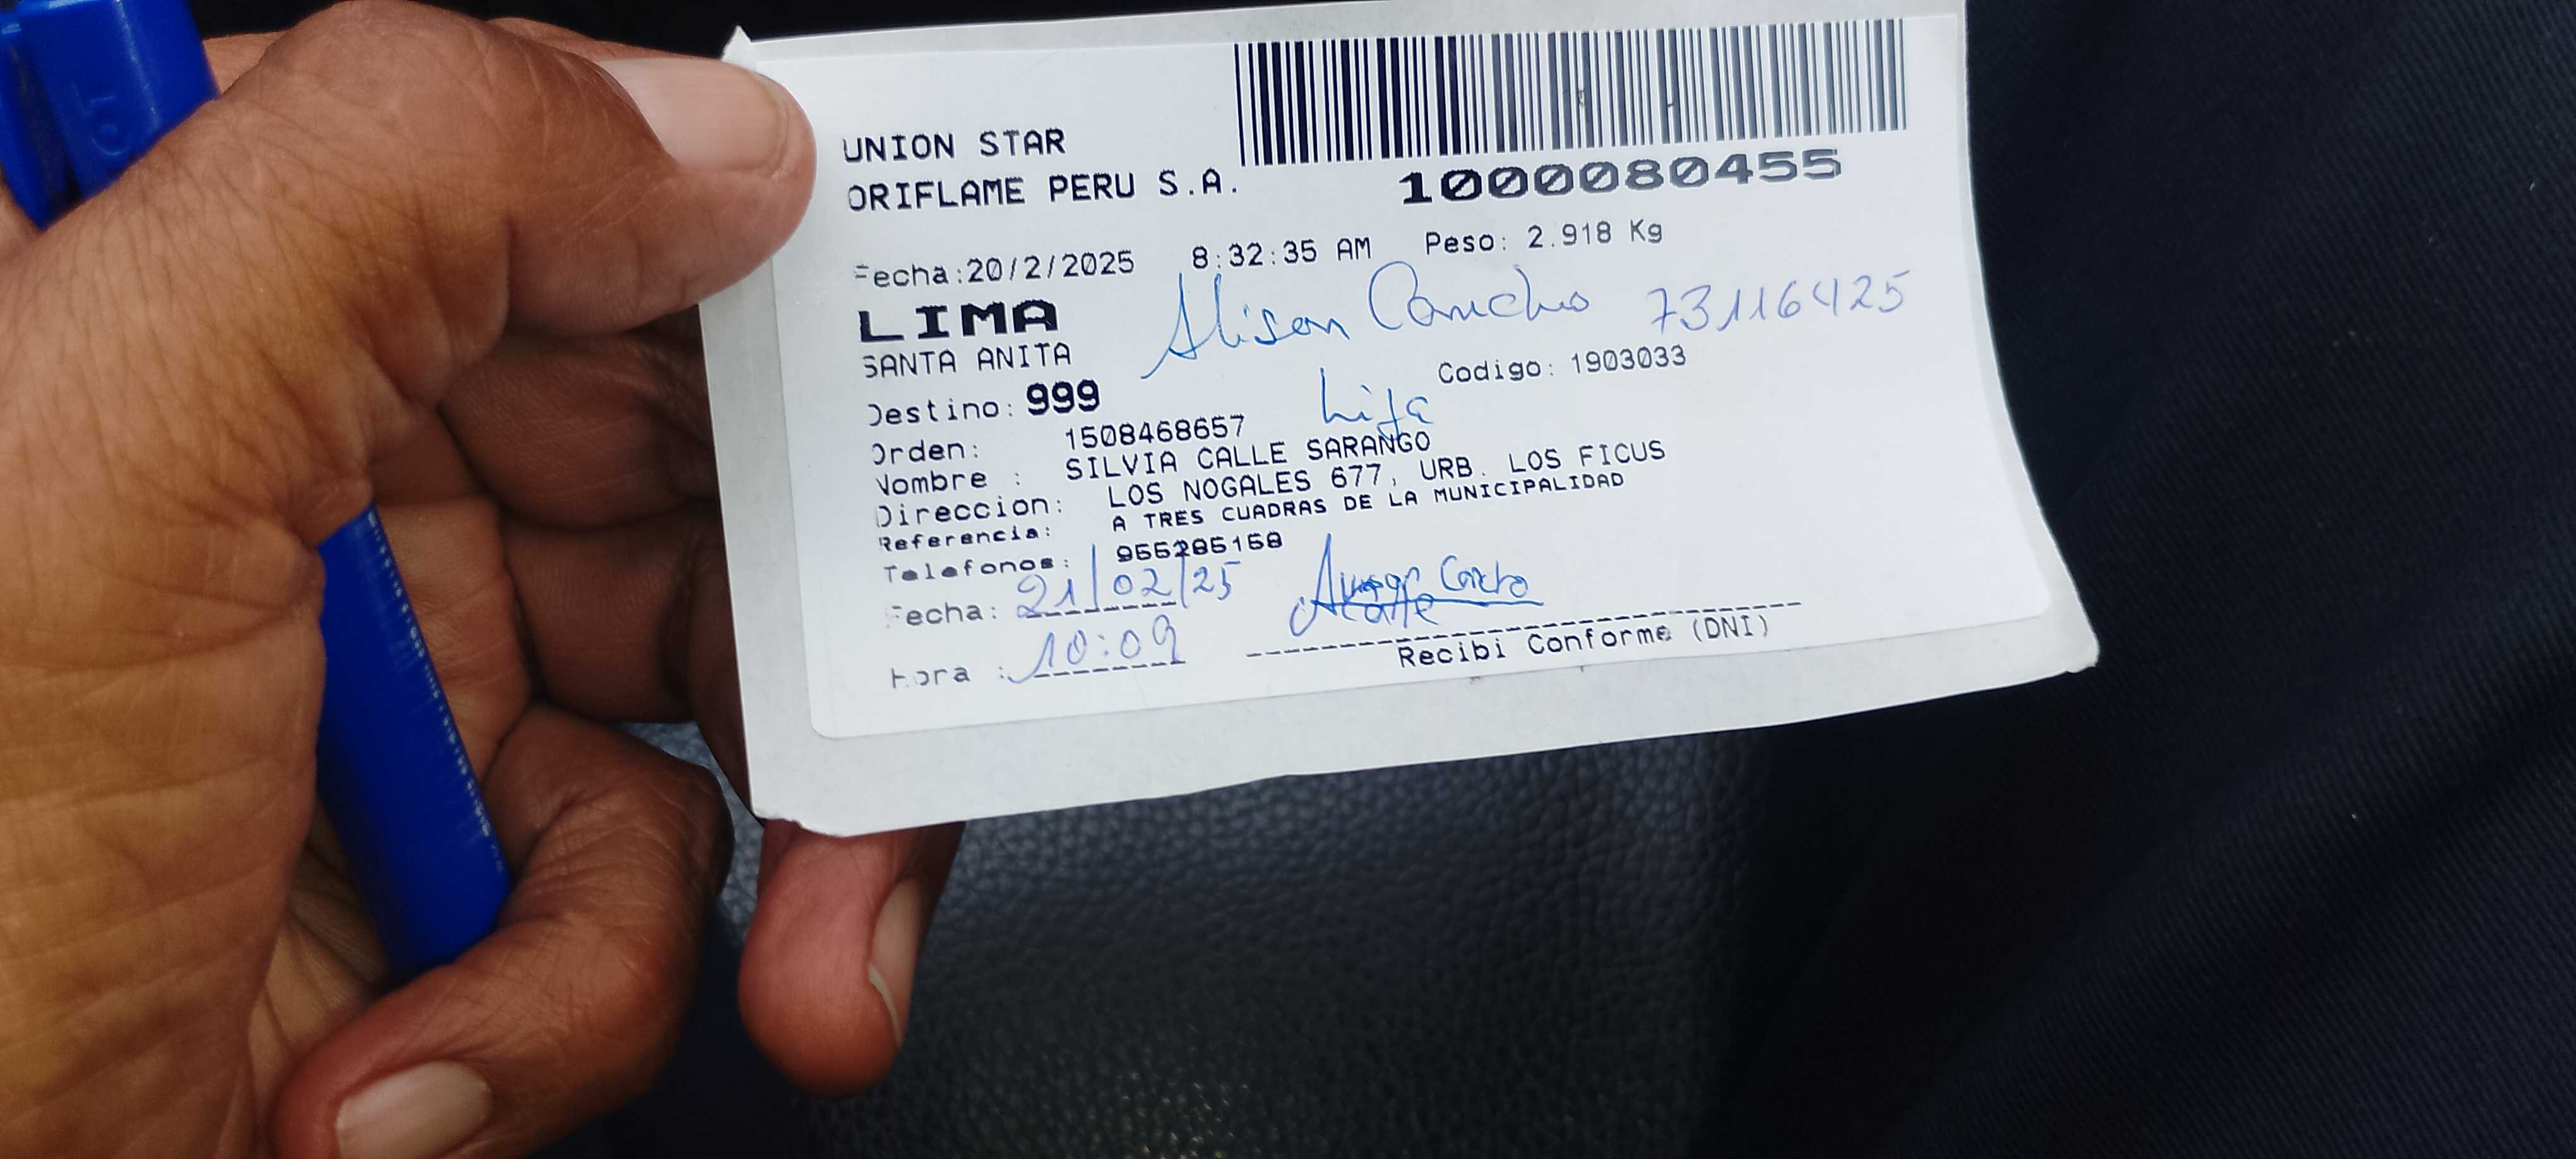 UNION STAR
ORIFLAME PERU S.A.
1000080455
Fecha:20/2/2025 8:32:35 AM Peso: 2.918 Kg
LIMA
Alison 73116425
SANTA ANITA
Codigo: 1903033
Destino: 999
hija
Orden: 1508468657
Nombre : SILVIA CALLE SARANGO
Direccion: LOS NOGALES 677, URB. LOS FICUS
Referencia: A TRES CUADRAS DE LA MUNICIPALIDAD
Telefonos:
Fecha: 21/02/25
Hora : 10:09
Recibi Conforme (DNI)